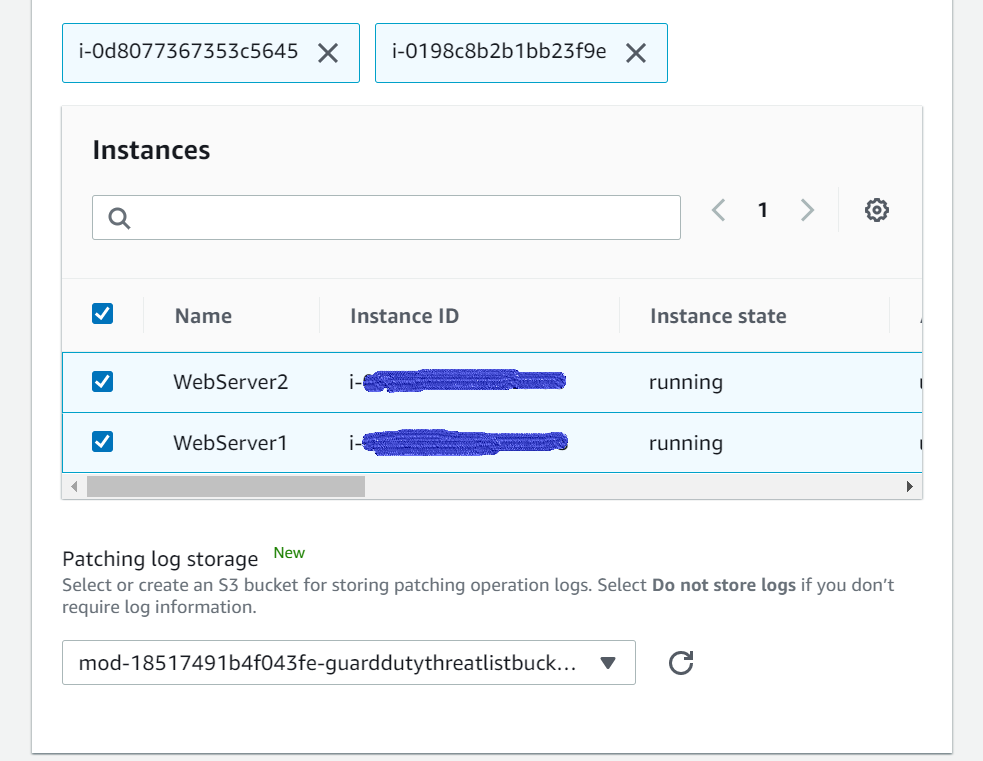 i-0d8077367353c5645 i-0198c8b2b1bb23f9e
Instances
1
Name Instance ID Instance state
WebServer2 i- running
WebServer1 i- running
Patching log storage New
Select or create an S3 bucket for storing patching operation logs. Select Do not store logs if you don't
require log information.
mod-18517491b4f043fe-guarddutythreatlistbuck...